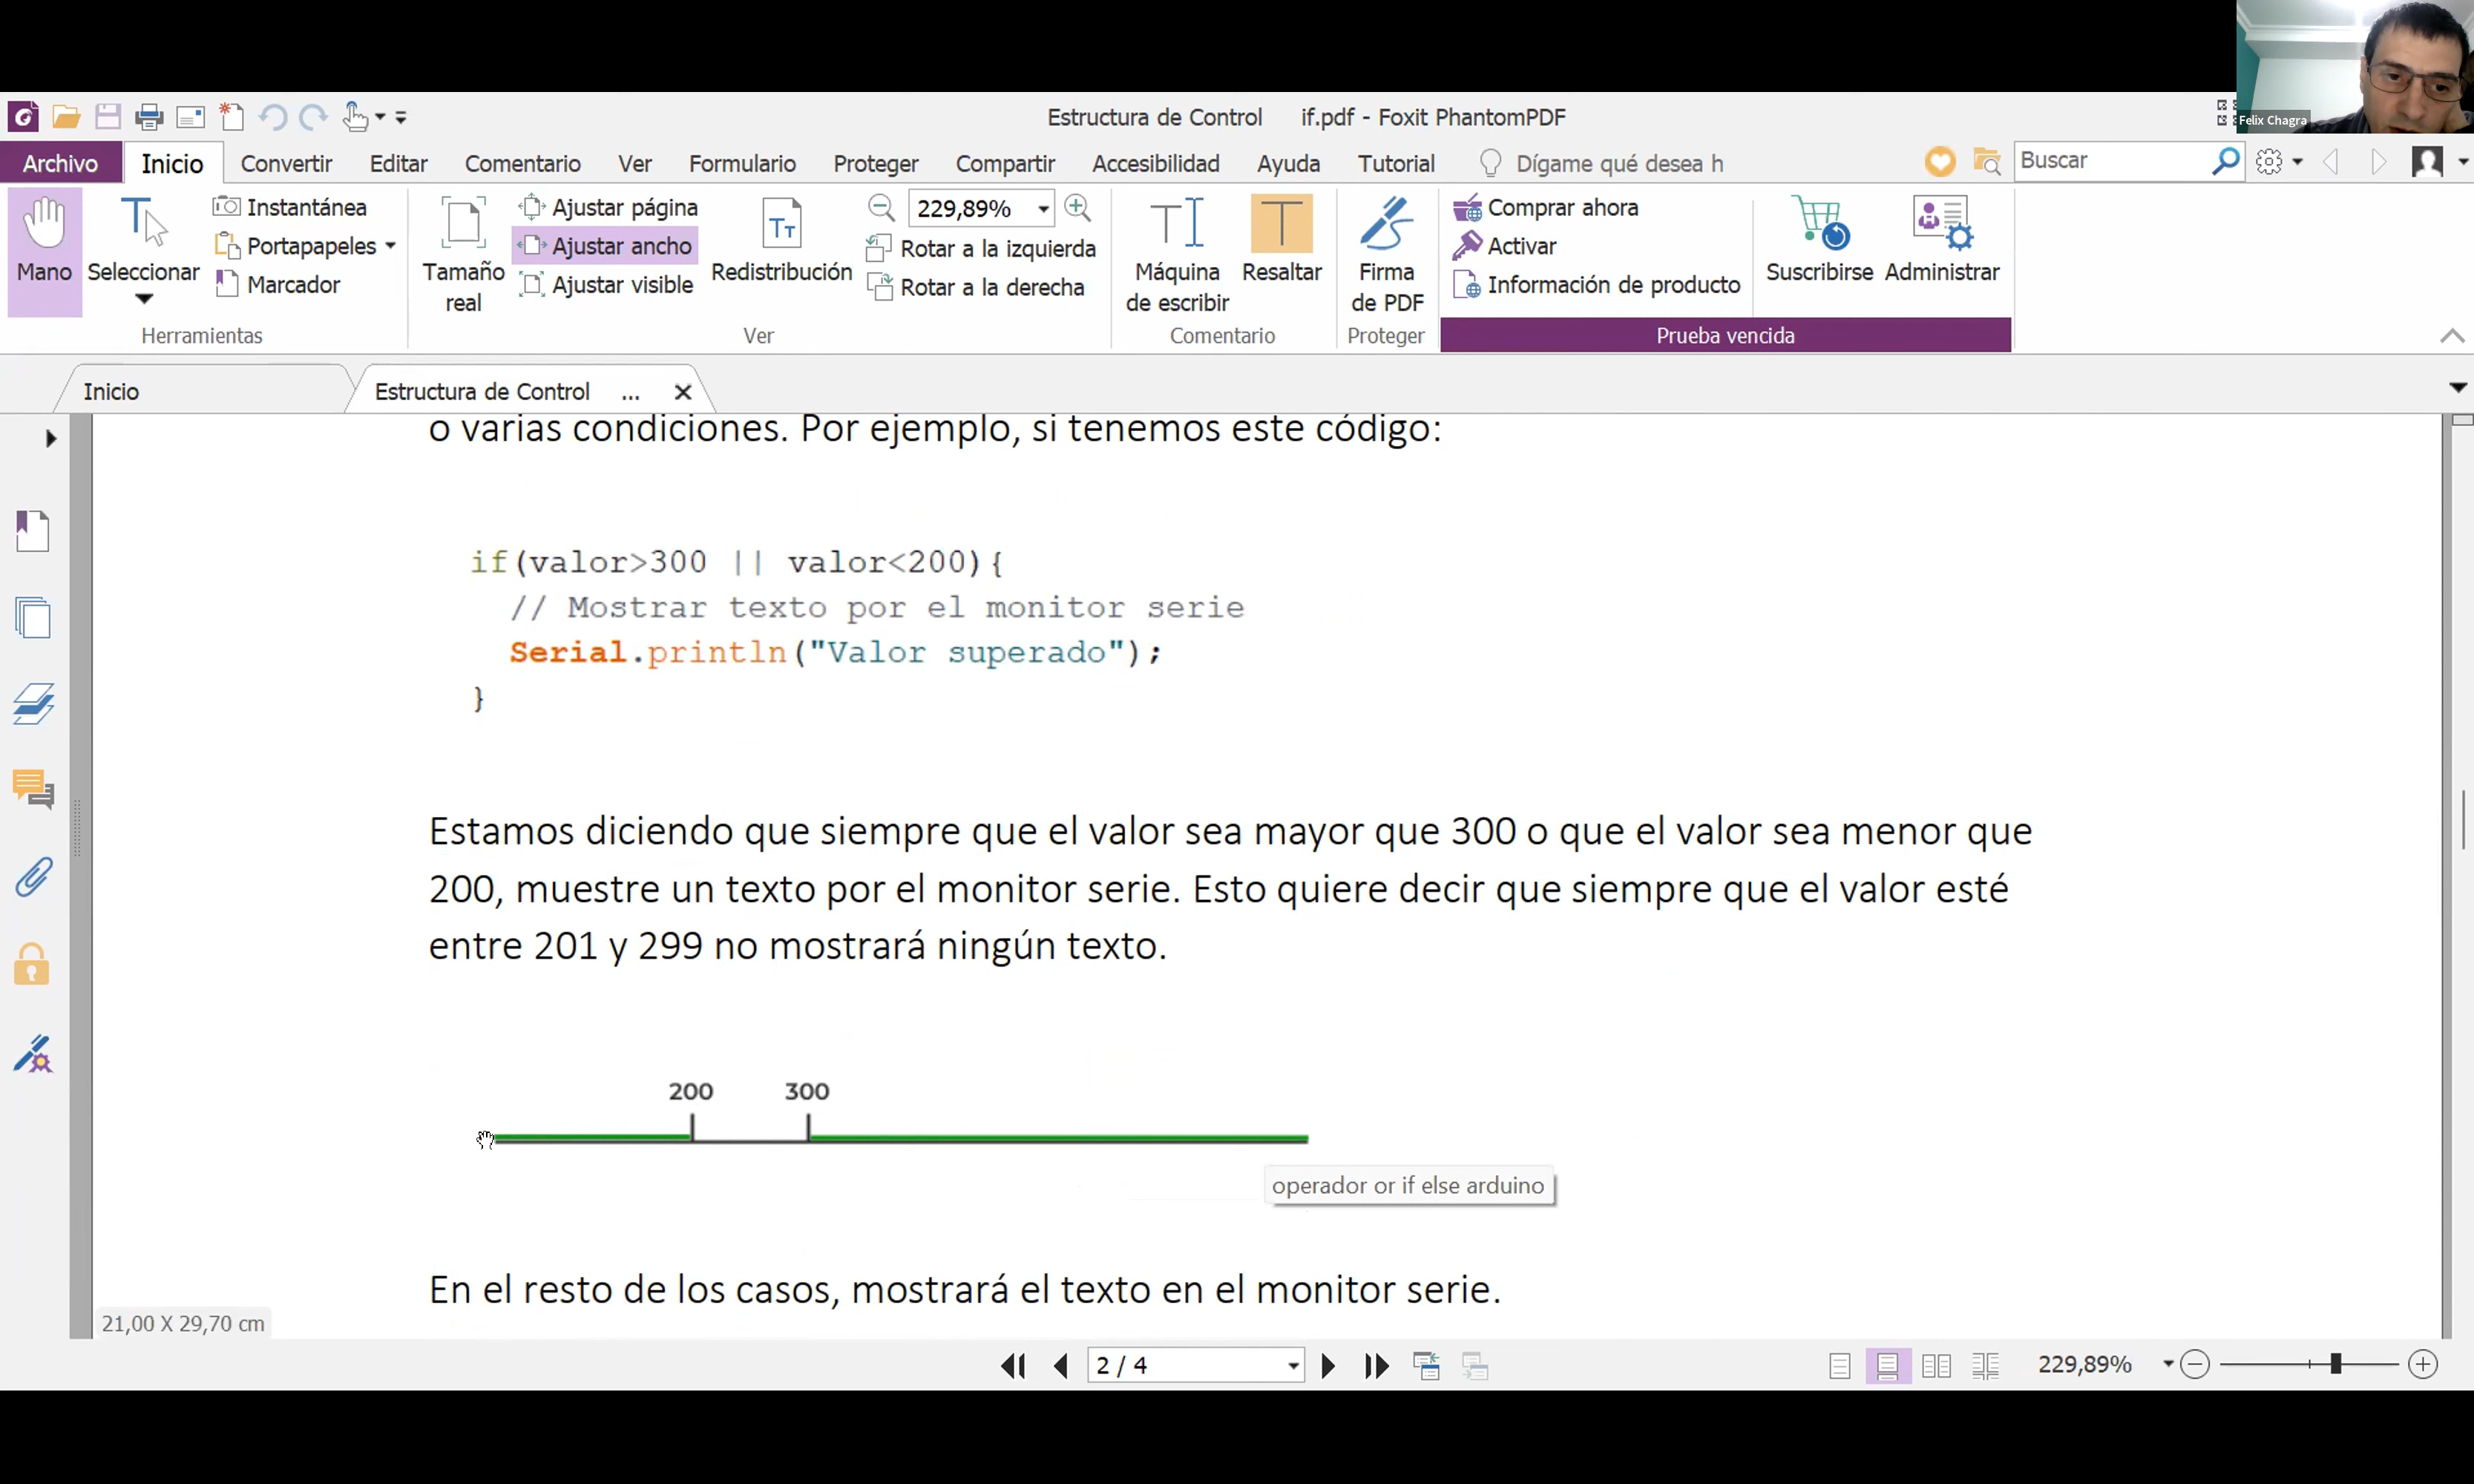 Estructura de Control if.pdf - Foxit PhantomPDF
Felix Chagra
Archivo Inicio Convertir Editar Comentario Ver Formulario Proteger Compartir Accesibilidad Ayuda Tutorial Dígame qué desea h Buscar
Mano
Seleccionar
Instantánea
Portapapeles
Marcador
Herramientas
Tamaño
real
Ajustar página
Ajustar ancho
Ajustar visible
Redistribución
229,89%
Rotar a la izquierda
Rotar a la derecha
Ver
Máquina
de escribir
Resaltar
Comentario
Firma
de PDF
Proteger
Comprar ahora
Activar
Información de producto
Suscribirse
Administrar
Prueba vencida
Inicio
Estructura de Control ...
o varias condiciones. Por ejemplo, si tenemos este código:
if(valor>300 || valor<200){
// Mostrar texto por el monitor serie
Serial.println("Valor superado");
}
Estamos diciendo que siempre que el valor sea mayor que 300 o que el valor sea menor que
200, muestre un texto por el monitor serie. Esto quiere decir que siempre que el valor esté
entre 201 y 299 no mostrará ningún texto.
200 300
operador or if else arduino
En el resto de los casos, mostrará el texto en el monitor serie.
21,00 X 29,70 cm
2 / 4
229,89%